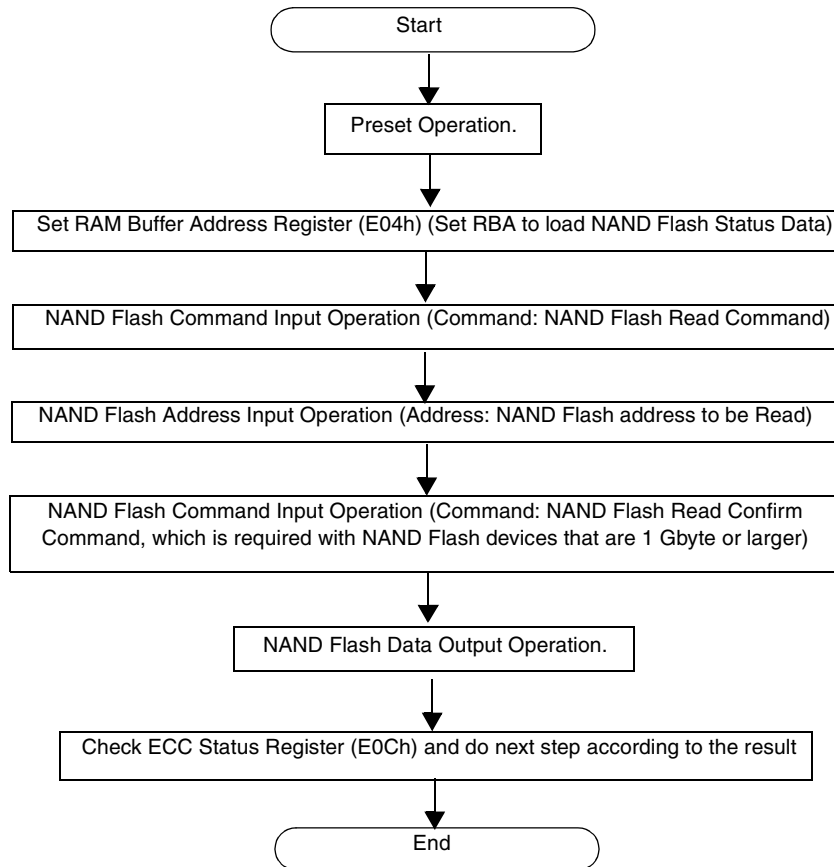 Start
Preset Operation.
Set RAM Buffer Address Register (E04h) (Set RBA to load NAND Flash Status Data)
NAND Flash Command Input Operation (Command: NAND Flash Read Command)
NAND Flash Address Input Operation (Address: NAND Flash address to be Read)
NAND Flash Command Input Operation (Command: NAND Flash Read Confirm
Command, which is required with NAND Flash devices that are 1 Gbyte or larger)
NAND Flash Data Output Operation.
Check ECC Status Register (E0Ch) and do next step according to the result
End